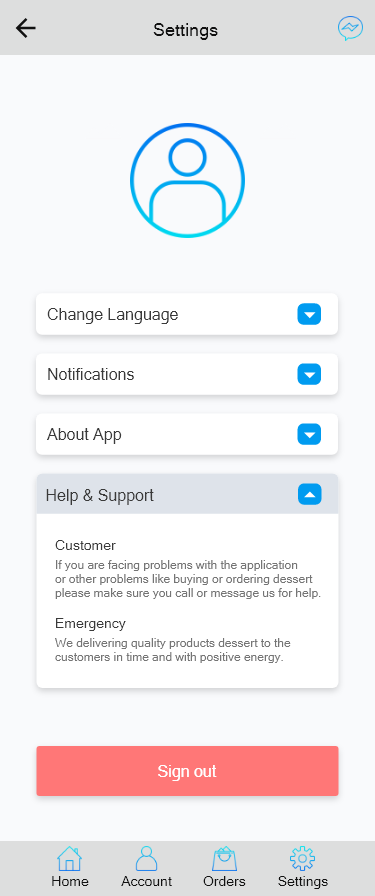 Settings
Change Language
Notifications
About App
Help & Support
Customer
If you are facing problems with the application
or other problems like buying or ordering dessert
please make sure you call or message us for help.
Emergency
We delivering quality products dessert to the
customers in time and with positive energy.
Sign out
Home
Account
Orders
Settings